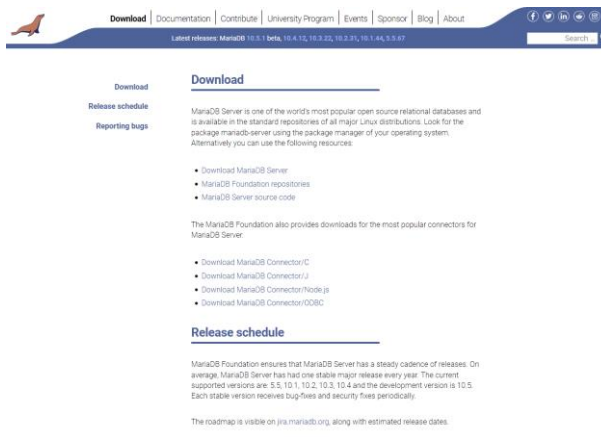 Download | Documentation | Contribute | University Program | Events | Sponsor | Blog | About
Latest releases: MariaDB 10.5.1 beta, 10.4.12, 10.3.22, 10.2.31, 10.1.44, 5.5.67
Search ...
Download
Release schedule
Reporting bugs
Download
MariaDB Server is one of the world's most popular open source relational databases and
is available in the standard repositories of all major Linux distributions. Look for the
package mariadb-server using the package manager of your operating system.
Alternatively you can use the following resources:
• Download MariaDB Server
• MariaDB Foundation repositories
• MariaDB Server source code
The MariaDB Foundation also provides downloads for the most popular connectors for
MariaDB Server:
• Download MariaDB Connector/C
• Download MariaDB Connector/J
• Download MariaDB Connector/Node.js
• Download MariaDB Connector/ODBC
Release schedule
MariaDB Foundation ensures that MariaDB Server has a steady cadence of releases. On
average, MariaDB Server has had one stable major release every year. The current
supported versions are: 5.5, 10.1, 10.2, 10.3, 10.4 and the development version is 10.5.
Each stable version receives bug-fixes and security fixes periodically.
The roadmap is visible on jira.mariadb.org, along with estimated release dates.